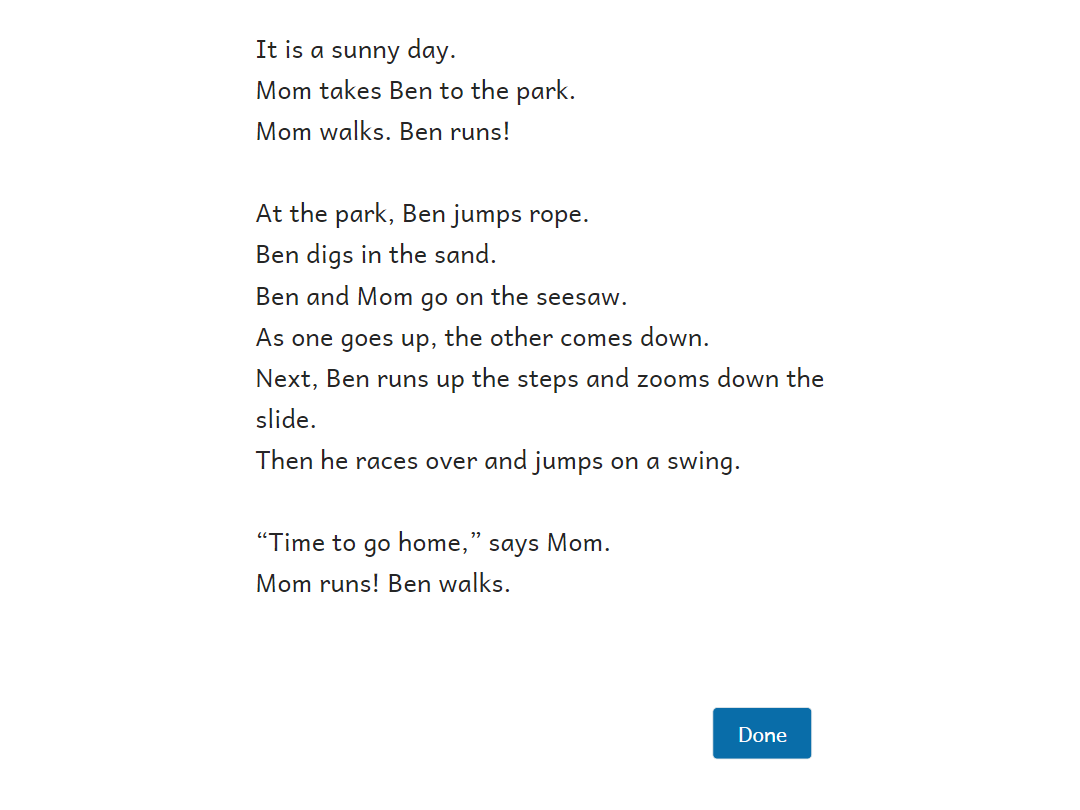 It is a sunny day.
Mom takes Ben to the park.
Mom walks. Ben runs!
At the park, Ben jumps rope.
Ben digs in the sand.
Ben and Mom go on the seesaw.
As one goes up, the other comes down.
Next, Ben runs up the steps and zooms down the
slide.
Then he races over and jumps on a swing.
“Time to go home,” says Mom.
Mom runs! Ben walks.
Done